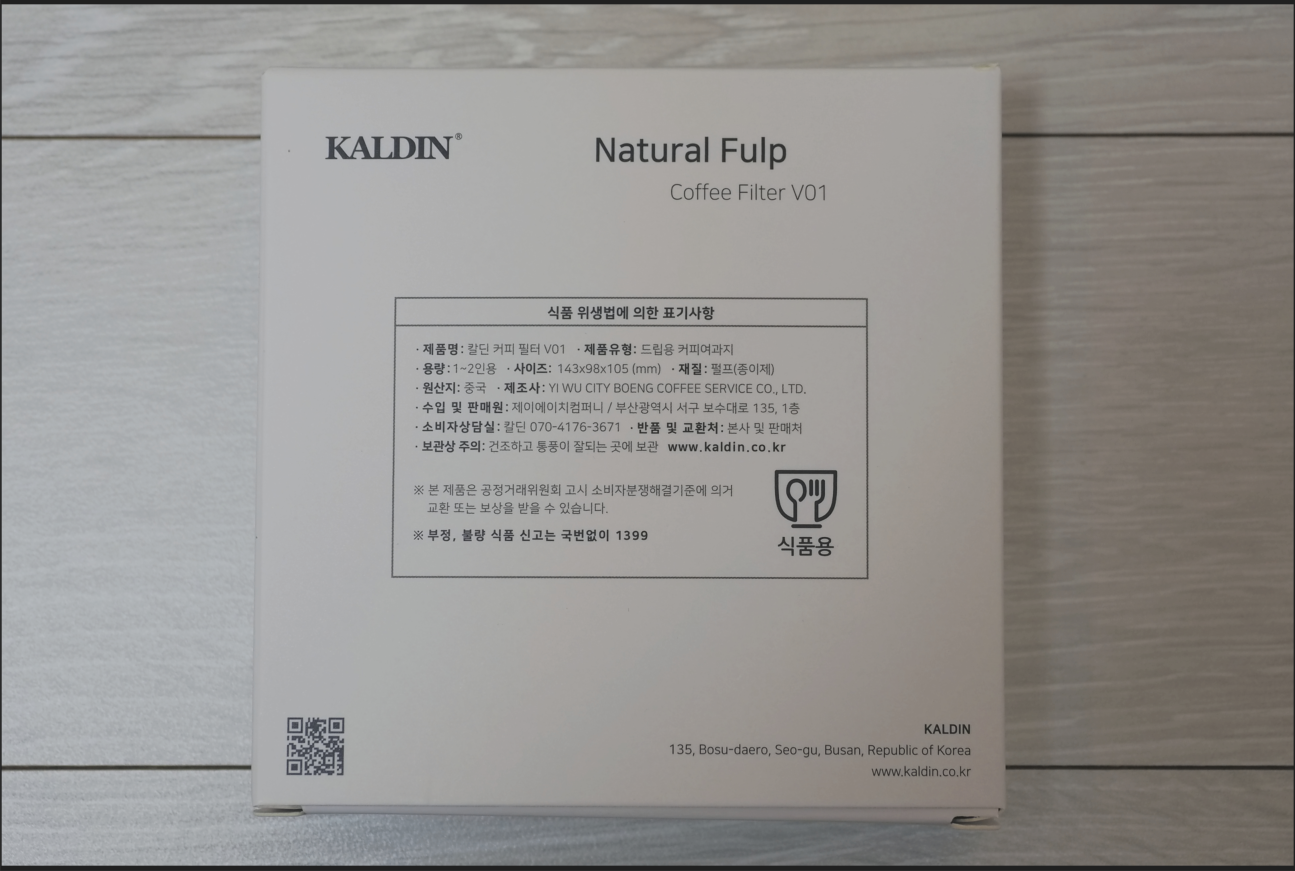 KALDIN®
Natural Fulp
Coffee Filter V01
식품 위생법에 의한 표기사항
· 제품명: 칼딘 커피 필터 V01 · 제품유형: 드립용 커피여과지
· 용량: 1~2인용 · 사이즈: 143x98x105 (mm) · 재질: 펄프(종이제)
· 원산지: 중국 · 제조사: YI WU CITY BOENG COFFEE SERVICE CO., LTD.
· 수입 및 판매원: 제이에이치컴퍼니 / 부산광역시 서구 보수대로 135, 1층
· 소비자상담실: 칼딘 070-4176-3671 · 반품 및 교환처: 본사 및 판매처
· 보관상 주의: 건조하고 통풍이 잘되는 곳에 보관 www.kaldin.co.kr
※ 본 제품은 공정거래위원회 고시 소비자분쟁해결기준에 의거
교환 또는 보상을 받을 수 있습니다.
※ 부정, 불량 식품 신고는 국번없이 1399
식품용
KALDIN
135, Bosu-daero, Seo-gu, Busan, Republic of Korea
www.kaldin.co.kr